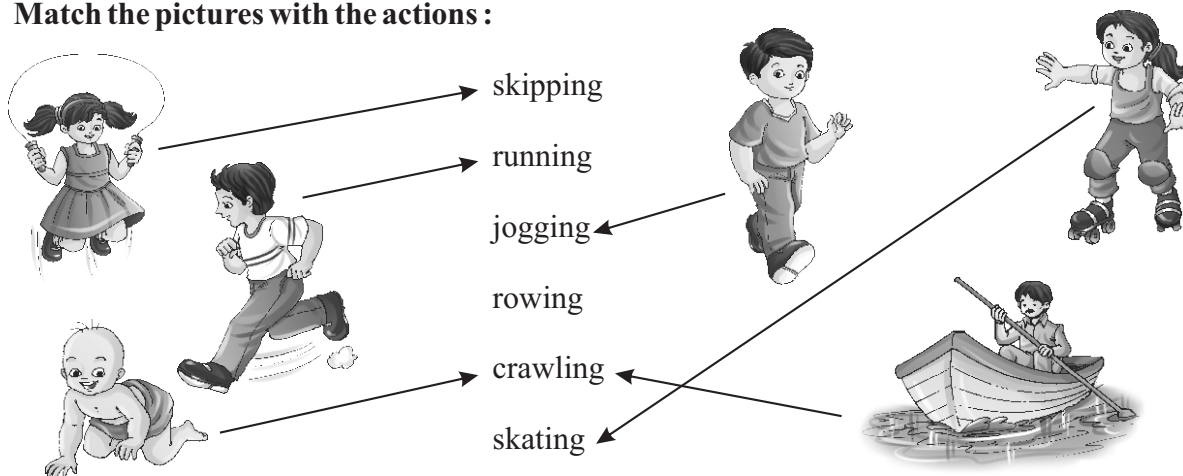 Match the pictures with the actions :
skipping
running
jogging
rowing
crawling
skating